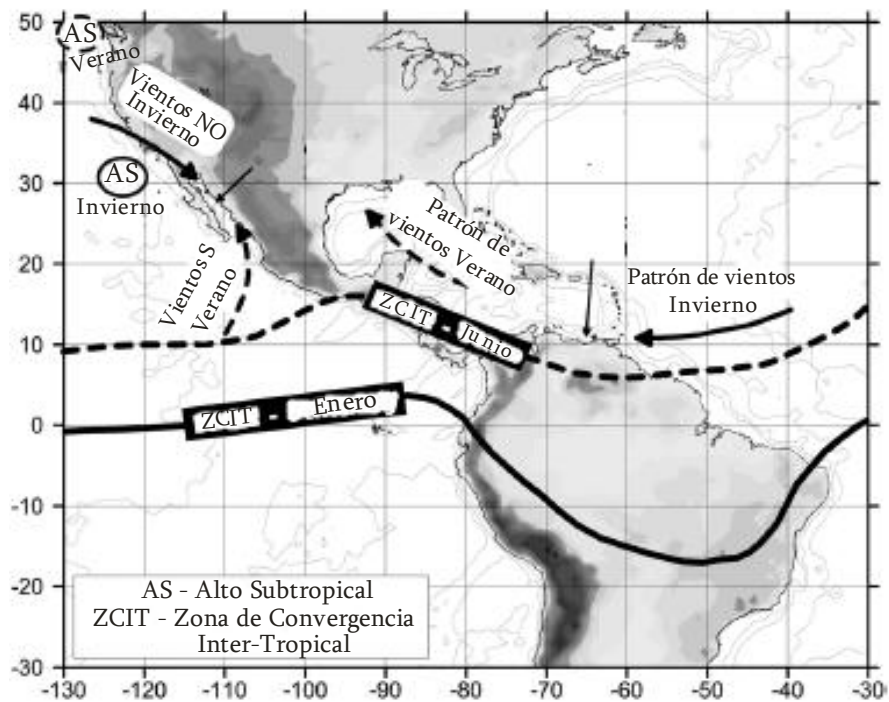 50
AS
Verano
40
Vientos NO
Invierno
30
AS
Invierno
Patrón de
vientos Verano
20
Vientos S
Verano
Patrón de vientos
Invierno
ZCIT - Junio
10
ZCIT - Enero
0
-10
-20
AS - Alto Subtropical
ZCIT - Zona de Convergencia
Inter-Tropical
-30
-130 -120 -110 -100 -90 -80 -70 -60 -50 -40 -30